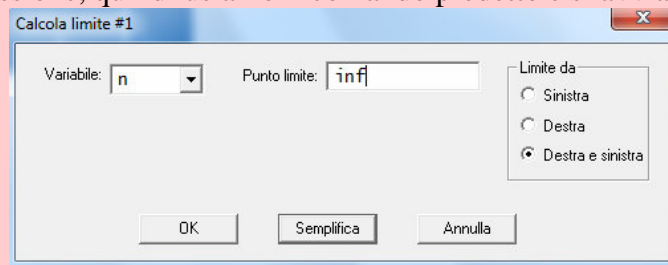 Calcola limite #1
Variabile: n
Punto limite: inf
Limite da
Sinistra
Destra
Destra e sinistra
OK Semplifica Annulla